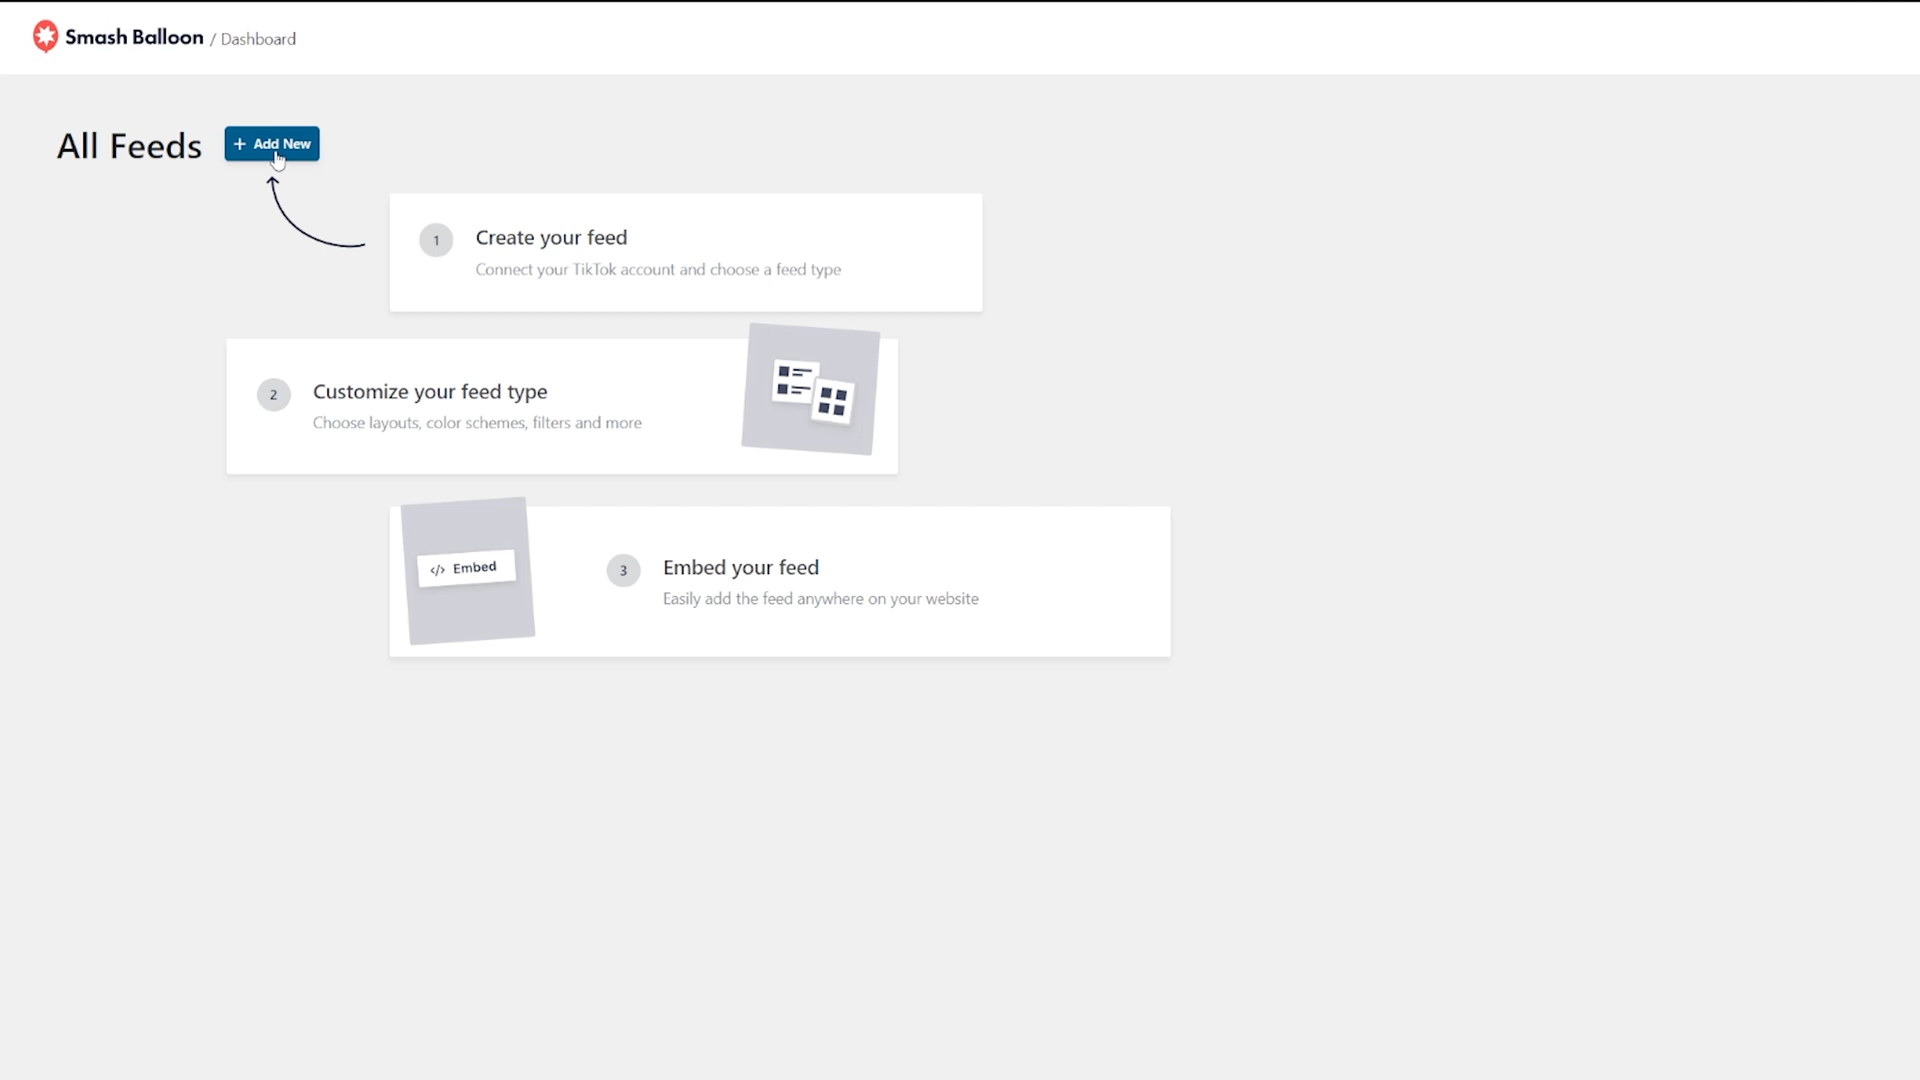 Smash Balloon / Dashboard
All Feeds
+ Add New
1
Create your feed
Connect your TikTok account and choose a feed type
2
Customize your feed type
Choose layouts, color schemes, filters and more
</> Embed
3
Embed your feed
Easily add the feed anywhere on your website